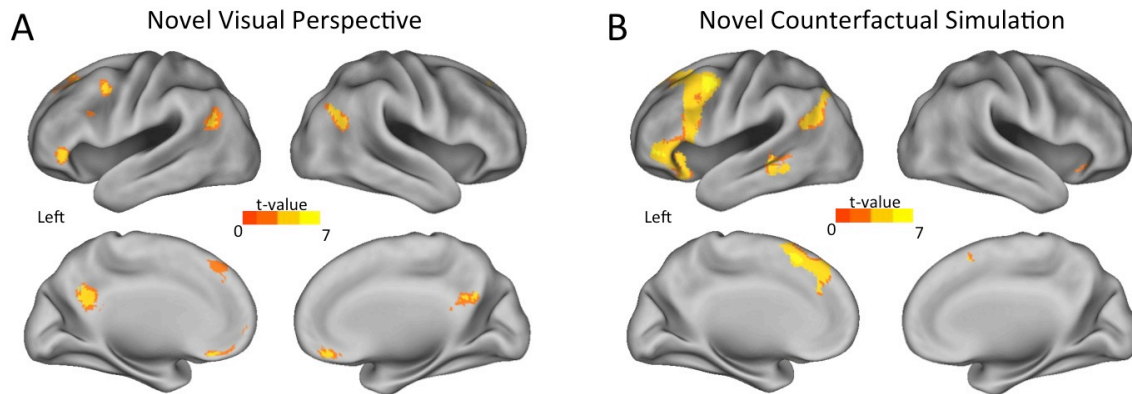 A
Novel Visual Perspective
Left
t-value
0
7
B
Novel Counterfactual Simulation
Left
t-value
0
7